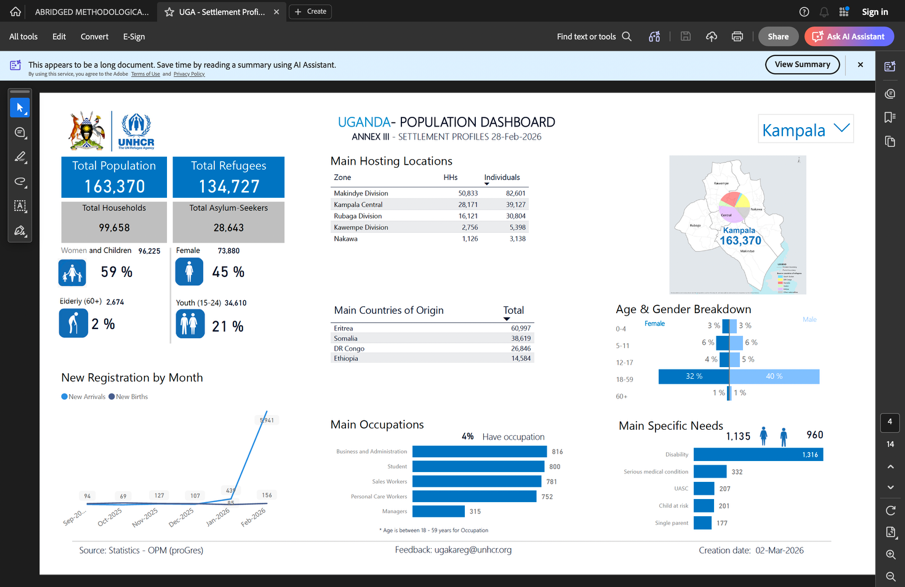 ABRIDGED METHODOLOGICA...
UGA - Settlement Profi...
Create
Sign in
All tools
Edit
Convert
E-Sign
Find text or tools
Share
Ask AI Assistant
This appears to be a long document. Save time by reading a summary using AI Assistant.
By using this service, you agree to the Adobe Terms of Use and Privacy Policy
View Summary
UNHCR
The UN Refugee Agency
UGANDA- POPULATION DASHBOARD
ANNEX III - SETTLEMENT PROFILES 28-Feb-2026
Kampala
Total Population
163,370
Total Refugees
134,727
Total Households
99,658
Total Asylum-Seekers
28,643
Women and Children 96,225
59 %
Female 73,880
45 %
Elderly (60+) 2,674
2 %
Youth (15-24) 34,610
21 %
Main Hosting Locations
Zone HHs Individuals
Makindye Division 50,833 82,601
Kampala Central 28,171 39,127
Rubaga Division 16,121 30,804
Kawempe Division 2,756 5,398
Nakawa 1,126 3,138
Kampala
163,370
Central
Main Countries of Origin Total
Eritrea 60,997
Somalia 38,619
DR Congo 26,846
Ethiopia 14,584
Age & Gender Breakdown
Female
Male
0-4 3 % 3 %
5-11 6 % 6 %
12-17 4 % 5 %
18-59 32 % 40 %
60+ 1 % 1 %
New Registration by Month
New Arrivals New Births
94
69
127
107
156
Sep-20...
Oct-2025
Nov-2025
Dec-2025
Jan-2026
Feb-2026
Main Occupations
4% Have occupation
Business and Administration 816
Student 800
Sales Workers 781
Personal Care Workers 752
Managers 315
* Age is between 18 - 59 years for Occupation
Main Specific Needs
1,135
960
Disability 1,316
Serious medical condition 332
UASC 207
Child at risk 201
Single parent 177
Source: Statistics - OPM (proGres)
Feedback: ugakareg@unhcr.org
Creation date: 02-Mar-2026
4
14